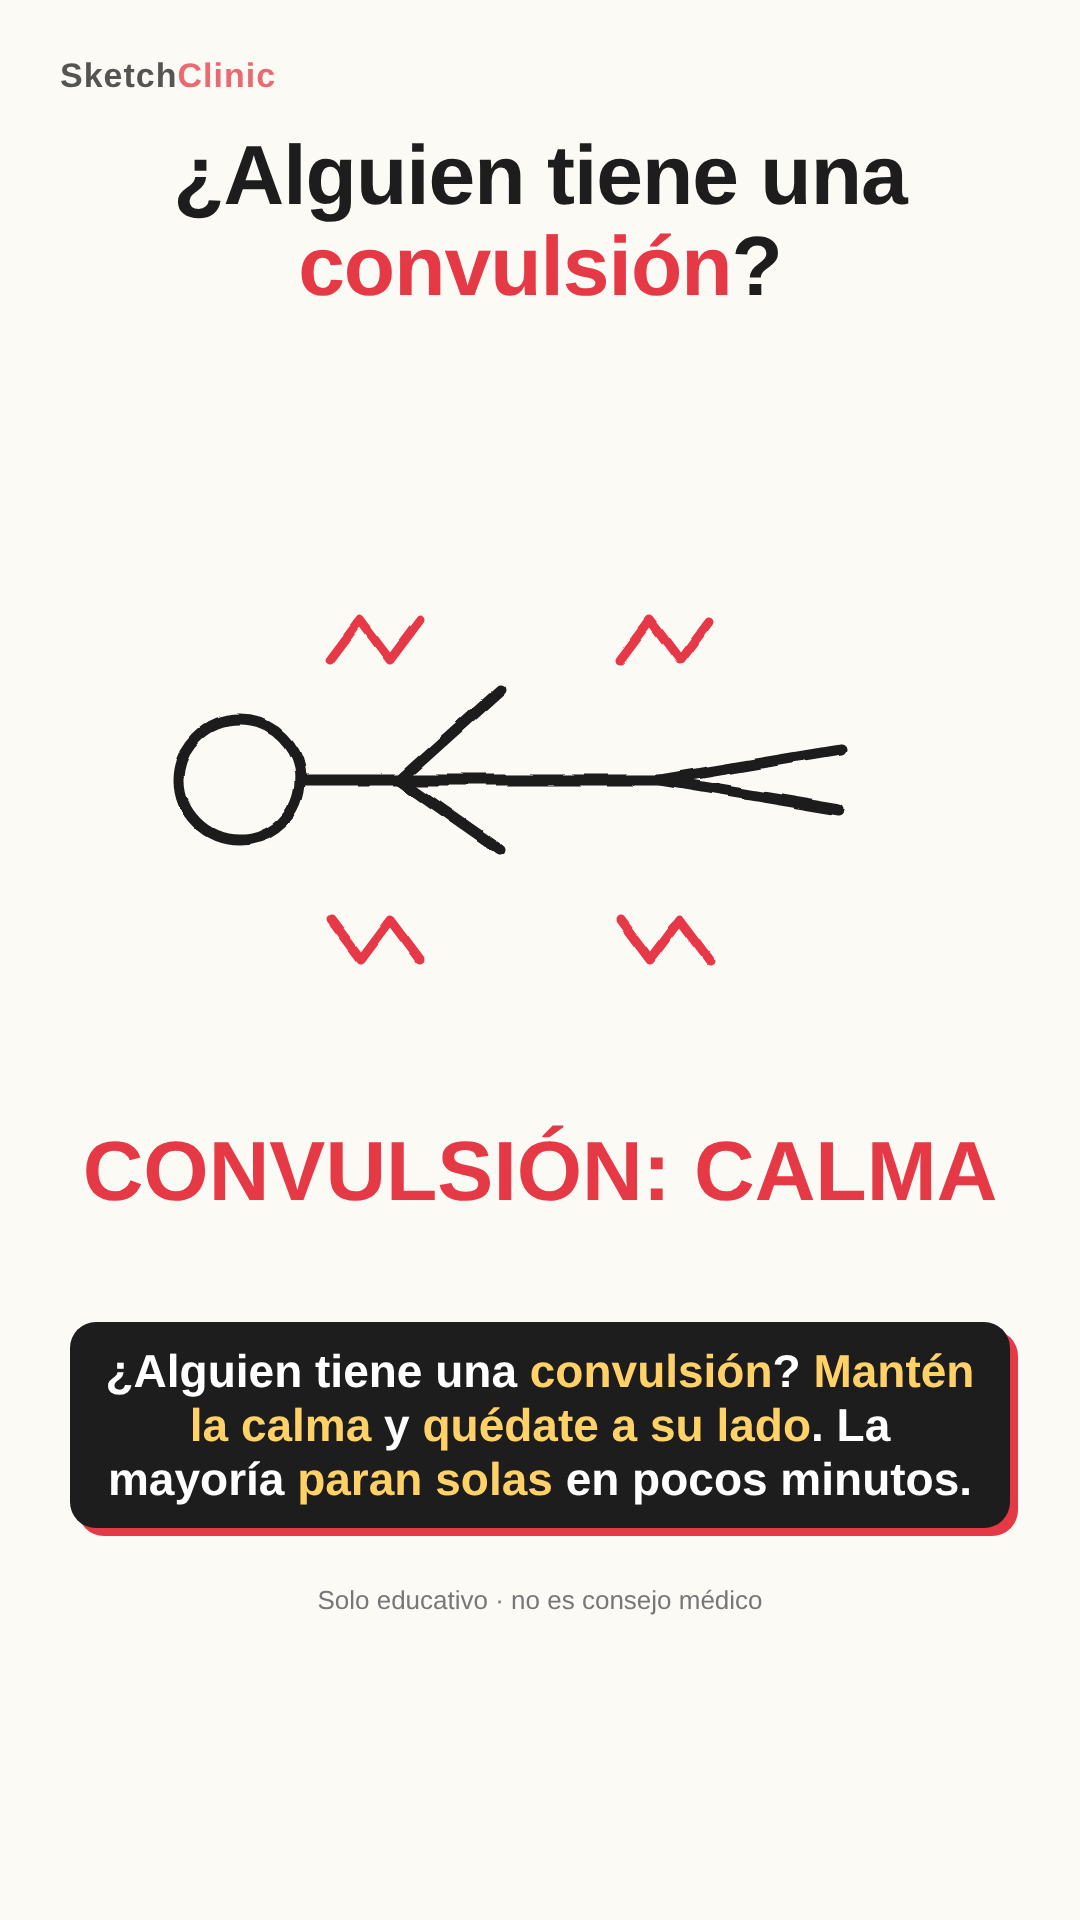 SketchClinic
¿Alguien tiene una
convulsión?
CONVULSIÓN: CALMA
¿Alguien tiene una convulsión? Mantén
la calma y quédate a su lado. La
mayoría paran solas en pocos minutos.
Solo educativo · no es consejo médico